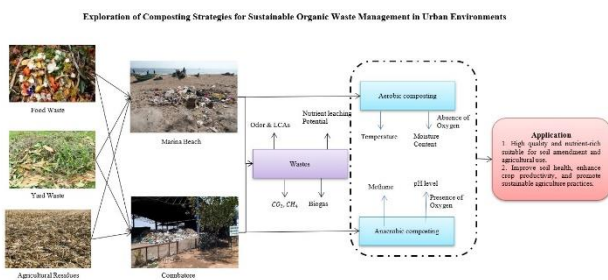 Exploration of Composting Strategies for Sustainable Organic Waste Management in Urban Environments
Food Waste
Yard Waste
Agricultural Residues
Marina Beach
Coimbatore
Odor & LCAs
Nutrient leaching
Potential
Wastes
CO₂, CH₄
Biogas
Aerobic composting
Absence of
Oxygen
Temperature
Moisture
Content
Methane
pH level
Presence of
Oxygen
Anaerobic composting
Application
1. High quality and nutrient-rich
suitable for soil amendment and
agricultural use.
2. Improve soil health, enhance
crop productivity, and promote
sustainable agriculture practices.